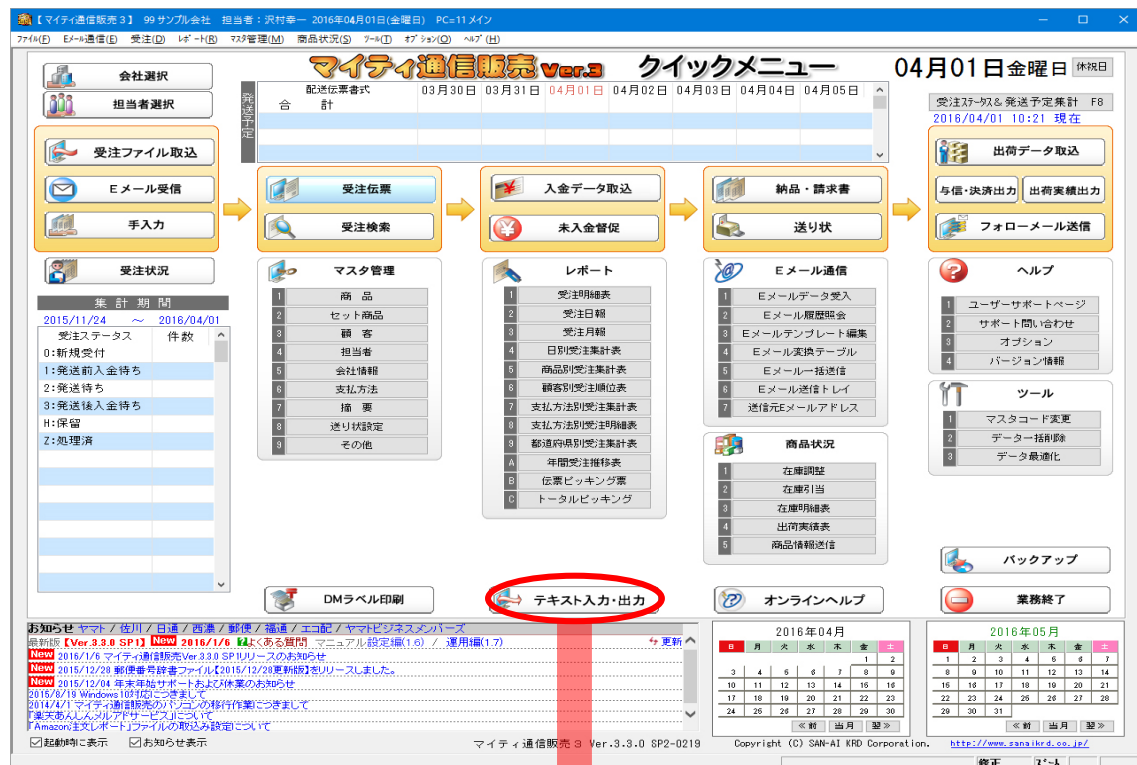 【マイティ通信販売３】 99 サンプル会社 担当者：沢村幸一 2016年04月01日(金曜日) PC=11 メイン
ファイル(F) Eメール通信(E) 受注(D) レポート(R) マスタ管理(M) 商品状況(S) ツール(T) オプション(O) ヘルプ(H)
会社選択
担当者選択
マイティ通信販売 Ver.3 クイックメニュー
04月01日金曜日 休祝日
発送予定
配送伝票書式 03月30日 03月31日 04月01日 04月02日 04月03日 04月04日 04月05日
合 計
受注ｽﾃｰﾀｽ&発送予定集計 F8
2016/04/01 10:21 現在
受注ファイル取込
Eメール受信
手入力
受注伝票
受注検索
入金データ取込
未入金督促
納品・請求書
送り状
出荷データ取込
与信・決済出力 出荷実績出力
フォローメール送信
受注状況
集 計 期 間
2015/11/24 ～ 2016/04/01
受注ステータス 件数
0:新規受付
1:発送前入金待ち
2:発送待ち
3:発送後入金待ち
H:保留
Z:処理済
マスタ管理
1 商 品
2 セット商品
3 顧 客
4 担当者
5 会社情報
6 支払方法
7 摘 要
8 送り状設定
9 その他
レポート
1 受注明細表
2 受注日報
3 受注月報
4 日別受注集計表
5 商品別受注集計表
6 顧客別受注順位表
7 支払方法別受注集計表
8 支払方法別受注明細表
9 都道府県別受注集計表
A 年間受注推移表
B 伝票ピッキング票
C トータルピッキング
Eメール通信
1 Eメールデータ受入
2 Eメール履歴照会
3 Eメールテンプレート編集
4 Eメール変換テーブル
5 Eメール一括送信
6 Eメール送信トレイ
7 送信元Eメールアドレス
商品状況
1 在庫調整
2 在庫引当
3 在庫明細表
4 出荷実績表
5 商品情報送信
ヘルプ
1 ユーザーサポートページ
2 サポート問い合わせ
3 オプション
4 バージョン情報
ツール
1 マスタコード変更
2 データ一括削除
3 データ最適化
バックアップ
DMラベル印刷
テキスト入力・出力
オンラインヘルプ
業務終了
お知らせ ヤマト / 佐川 / 日通 / 西濃 / 郵便 / 福通 / エコ配 / ヤマトビジネスメンバーズ
最新版【Ver.3.3.0 SP1】 New 2016/1/6 よくある質問 マニュアル設定編(1.6) / 運用編(1.7) 更新
New 2016/1/6 マイティ通信販売Ver.3.3.0 SP1リリースのお知らせ
New 2015/12/28 郵便番号辞書ファイル【2015/12/28更新版】をリリースしました。
New 2015/12/04 年末年始サポートおよび休業のお知らせ
2015/8/19 Windows10対応につきまして
2014/4/1 マイティ通信販売のパソコンの移行作業につきまして
「楽天あんしんメルアドサービス」について
「Amazon注文レポート」ファイルの取込み設定について
起動時に表示 お知らせ表示
2016年04月
日 月 火 水 木 金 土
1 2
3 4 5 6 7 8 9
10 11 12 13 14 15 16
17 18 19 20 21 22 23
24 25 26 27 28 29 30
≪前 当月 翌≫
2016年05月
日 月 火 水 木 金 土
1 2 3 4 5 6 7
8 9 10 11 12 13 14
15 16 17 18 19 20 21
22 23 24 25 26 27 28
29 30 31
≪前 当月 翌≫
マイティ通信販売３ Ver.3.3.0 SP2-0219
Copyright (C) SAN-AI KRD Corporation.
http://www.sanaikrd.co.jp/
修正 ｽﾞｰﾑ